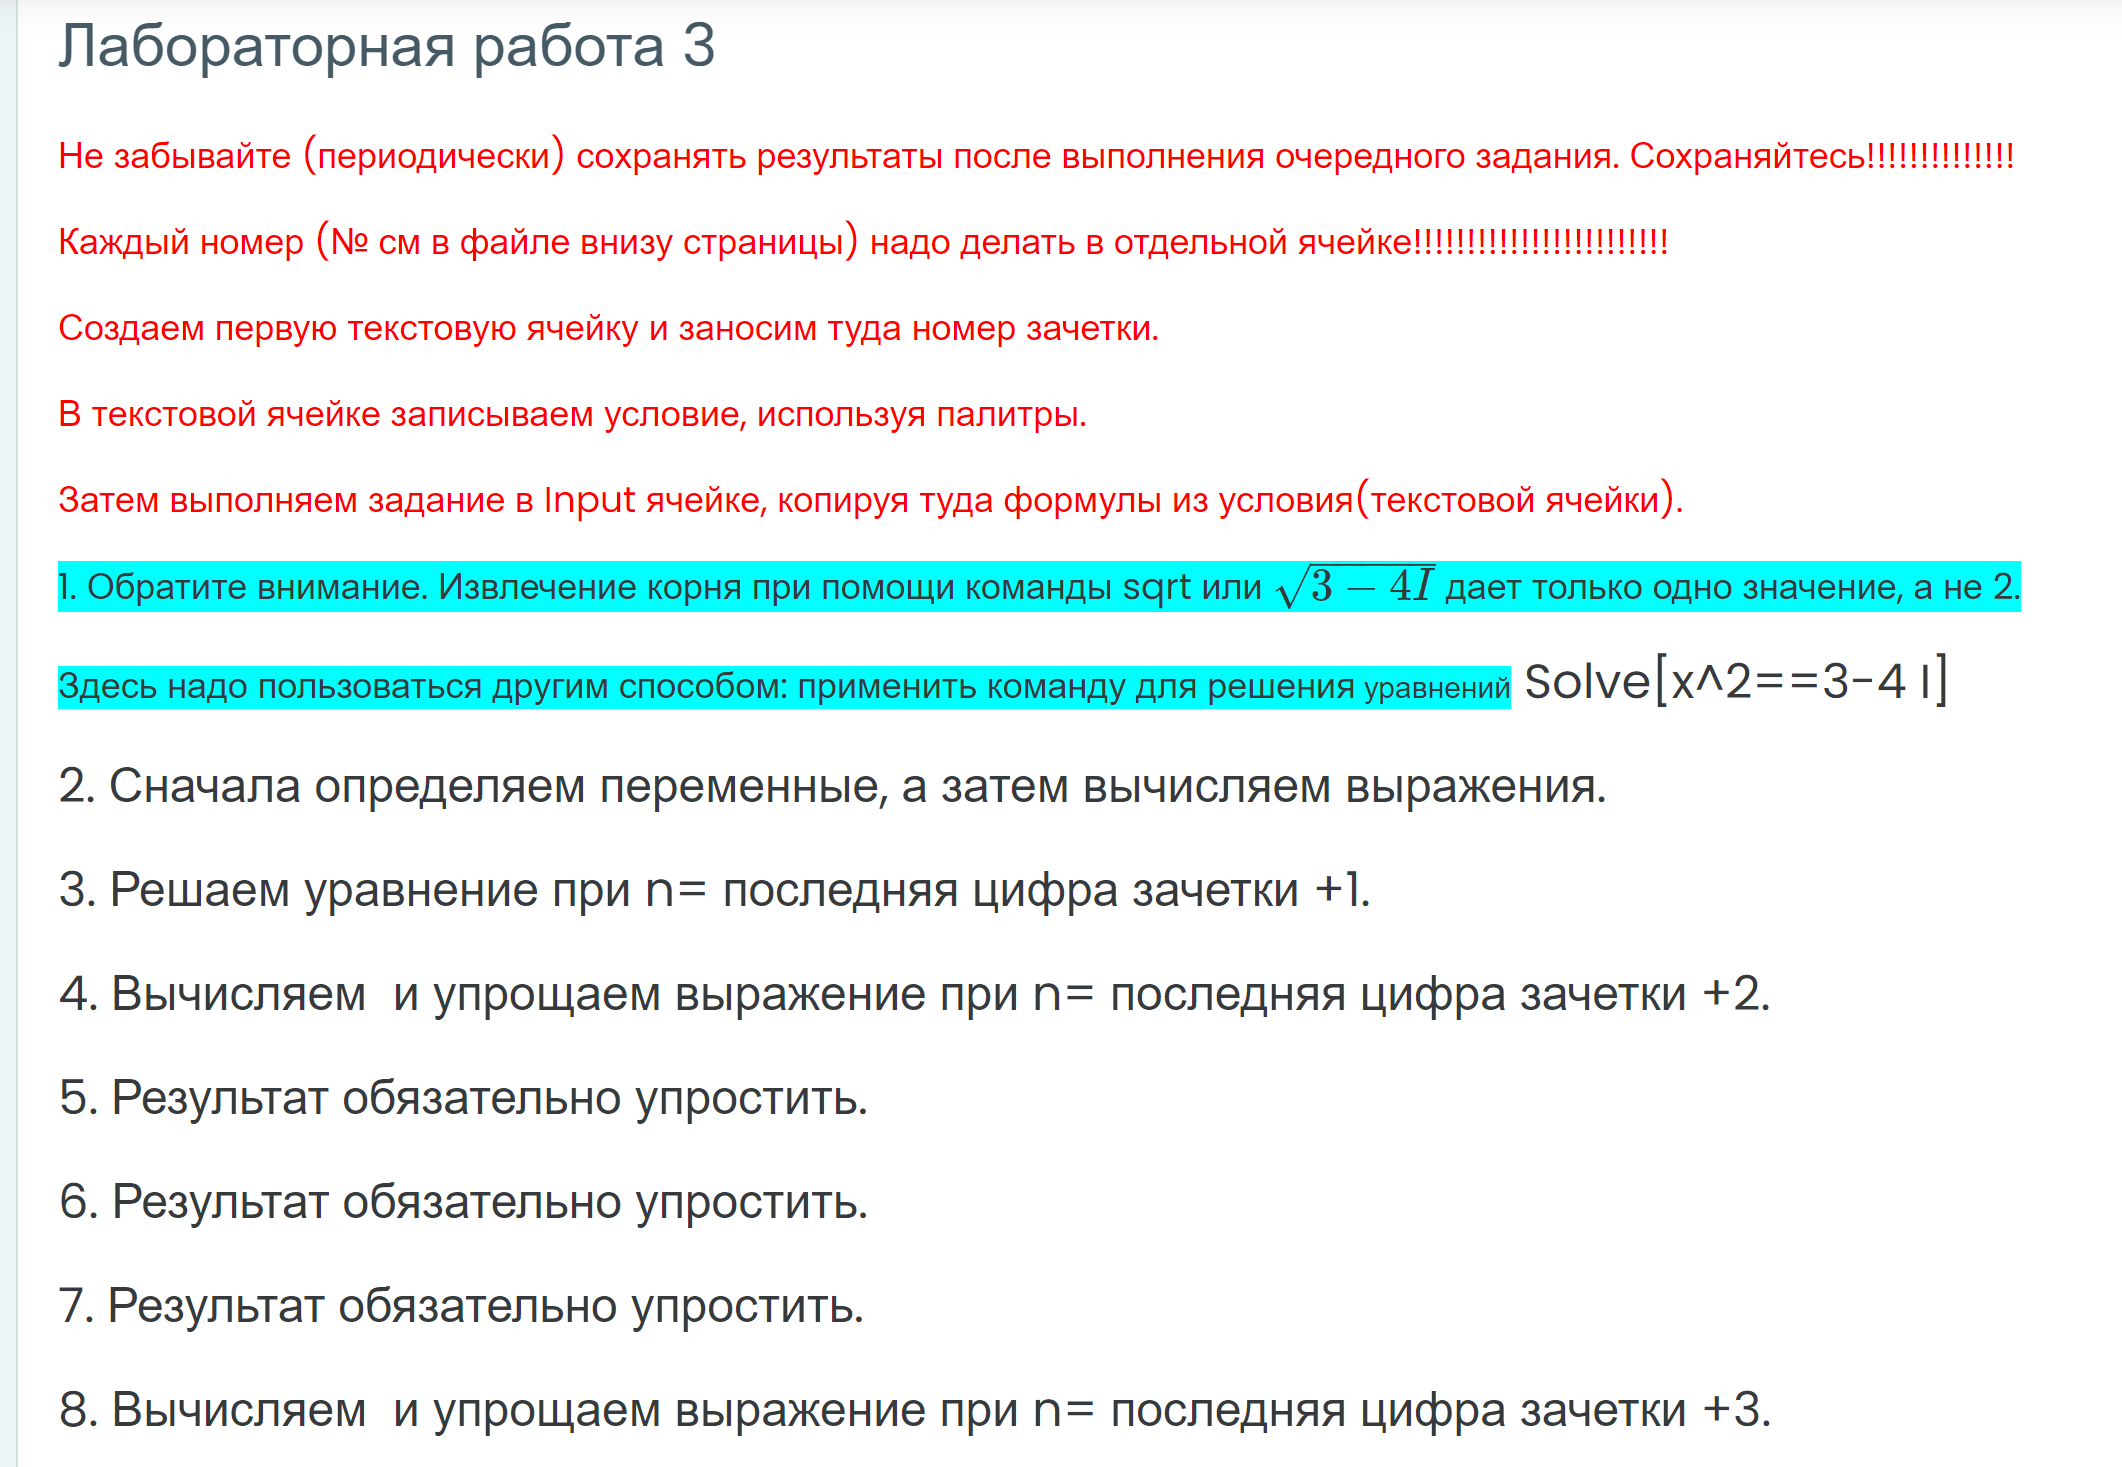 Лабораторная работа 3
Не забывайте (периодически) сохранять результаты после выполнения очередного задания. Сохраняйтесь!!!!!!!!!!!!!!
Каждый номер (№ см в файле внизу страницы) надо делать в отдельной ячейке!!!!!!!!!!!!!!!!!!!!!!!!
Создаем первую текстовую ячейку и заносим туда номер зачетки.
В текстовой ячейке записываем условие, используя палитры.
Затем выполняем задание в Input ячейке, копируя туда формулы из условия(текстовой ячейки).
1. Обратите внимание. Извлечение корня при помощи команды sqrt или √3 − 4I дает только одно значение, а не 2.
Здесь надо пользоваться другим способом: применить команду для решения уравнений Solve[x^2==3-4 I]
2. Сначала определяем переменные, а затем вычисляем выражения.
3. Решаем уравнение при n= последняя цифра зачетки +1.
4. Вычисляем  и упрощаем выражение при n= последняя цифра зачетки +2.
5. Результат обязательно упростить.
6. Результат обязательно упростить.
7. Результат обязательно упростить.
8. Вычисляем  и упрощаем выражение при n= последняя цифра зачетки +3.